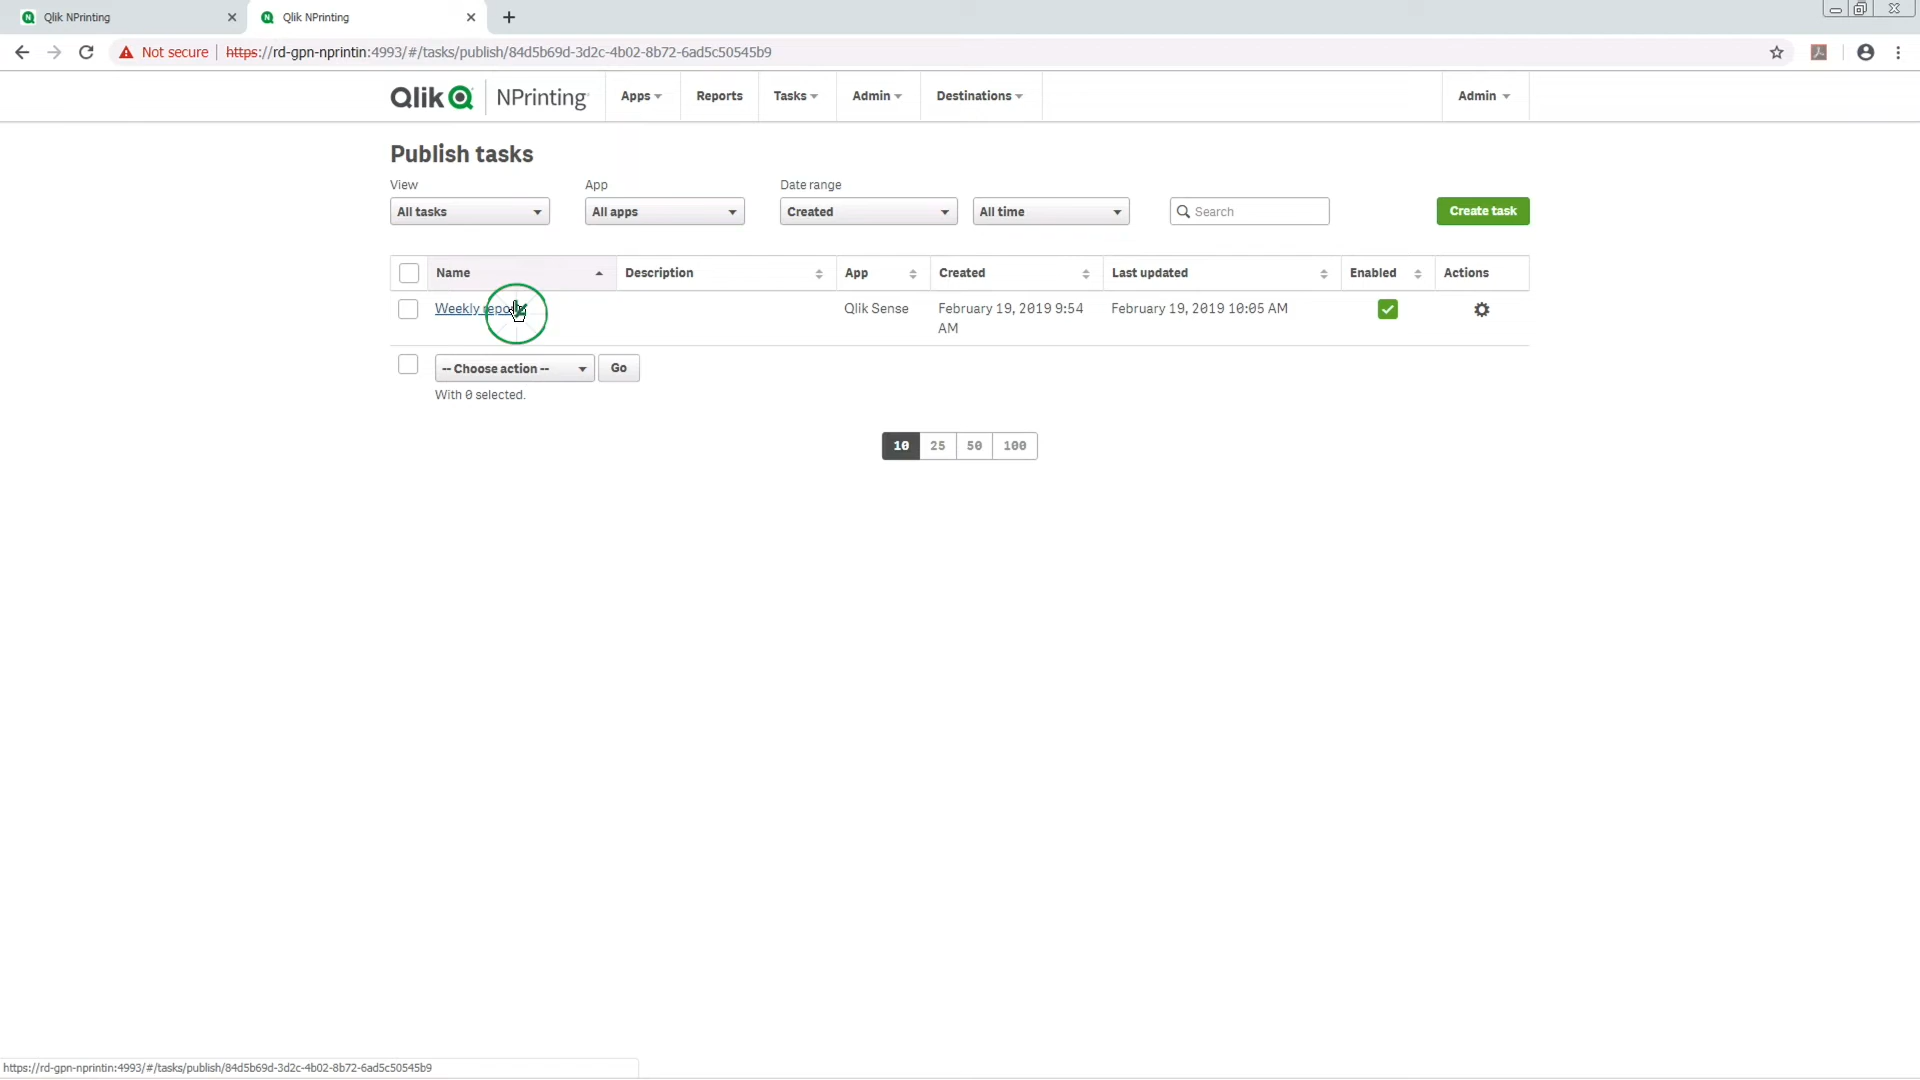 Qlik NPrinting
Qlik NPrinting
Not secure https://rd-gpn-nprintin:4993/#/tasks/publish/84d5b69d-3d2c-4b02-8b72-6ad5c50545b9
Qlik NPrinting
Apps
Reports
Tasks
Admin
Destinations
Admin
Publish tasks
View
App
Date range
All tasks
All apps
Created
All time
Search
Create task
Name
Description
App
Created
Last updated
Enabled
Actions
Weekly
Qlik Sense
February 19, 2019 9:54
AM
February 19, 2019 10:05 AM
-- Choose action --
Go
With 0 selected.
10 25 50 100
https://rd-gpn-nprintin:4993/#/tasks/publish/84d5b69d-3d2c-4b02-8b72-6ad5c50545b9